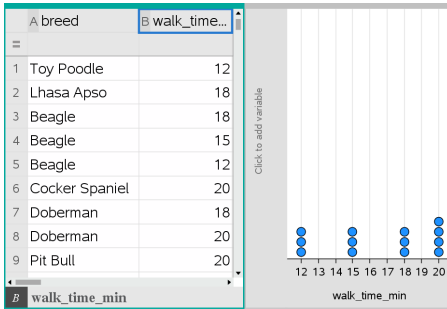 A breed B walk_time...
=
1 Toy Poodle 12
2 Lhasa Apso 18
3 Beagle 18
4 Beagle 15
5 Beagle 12
6 Cocker Spaniel 20
7 Doberman 18
8 Doberman 20
9 Pit Bull 20
B walk_time_min
Click to add variable
12 13 14 15 16 17 18 19 20
walk_time_min